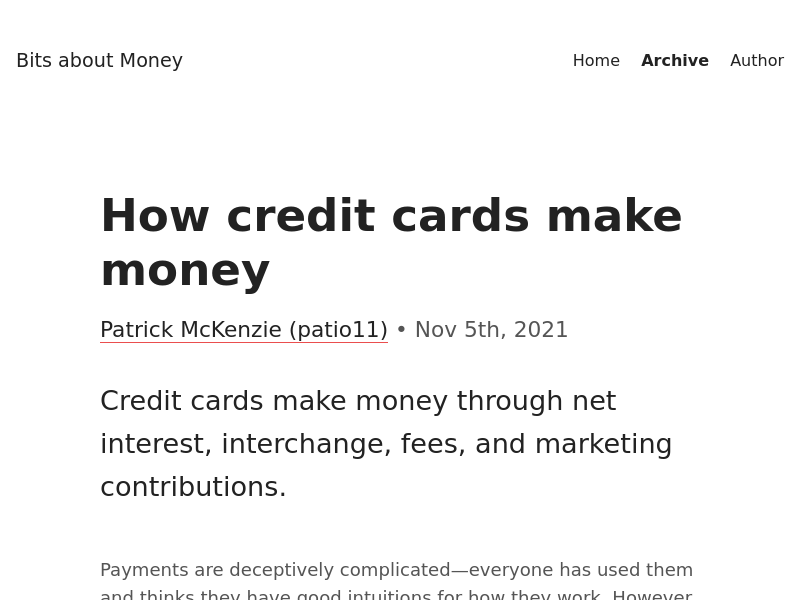 Bits about Money
Home Archive Author
How credit cards make
money
Patrick McKenzie (patio11) • Nov 5th, 2021
Credit cards make money through net
interest, interchange, fees, and marketing
contributions.
Payments are deceptively complicated—everyone has used them
and thinks they have good intuitions for how they work. However